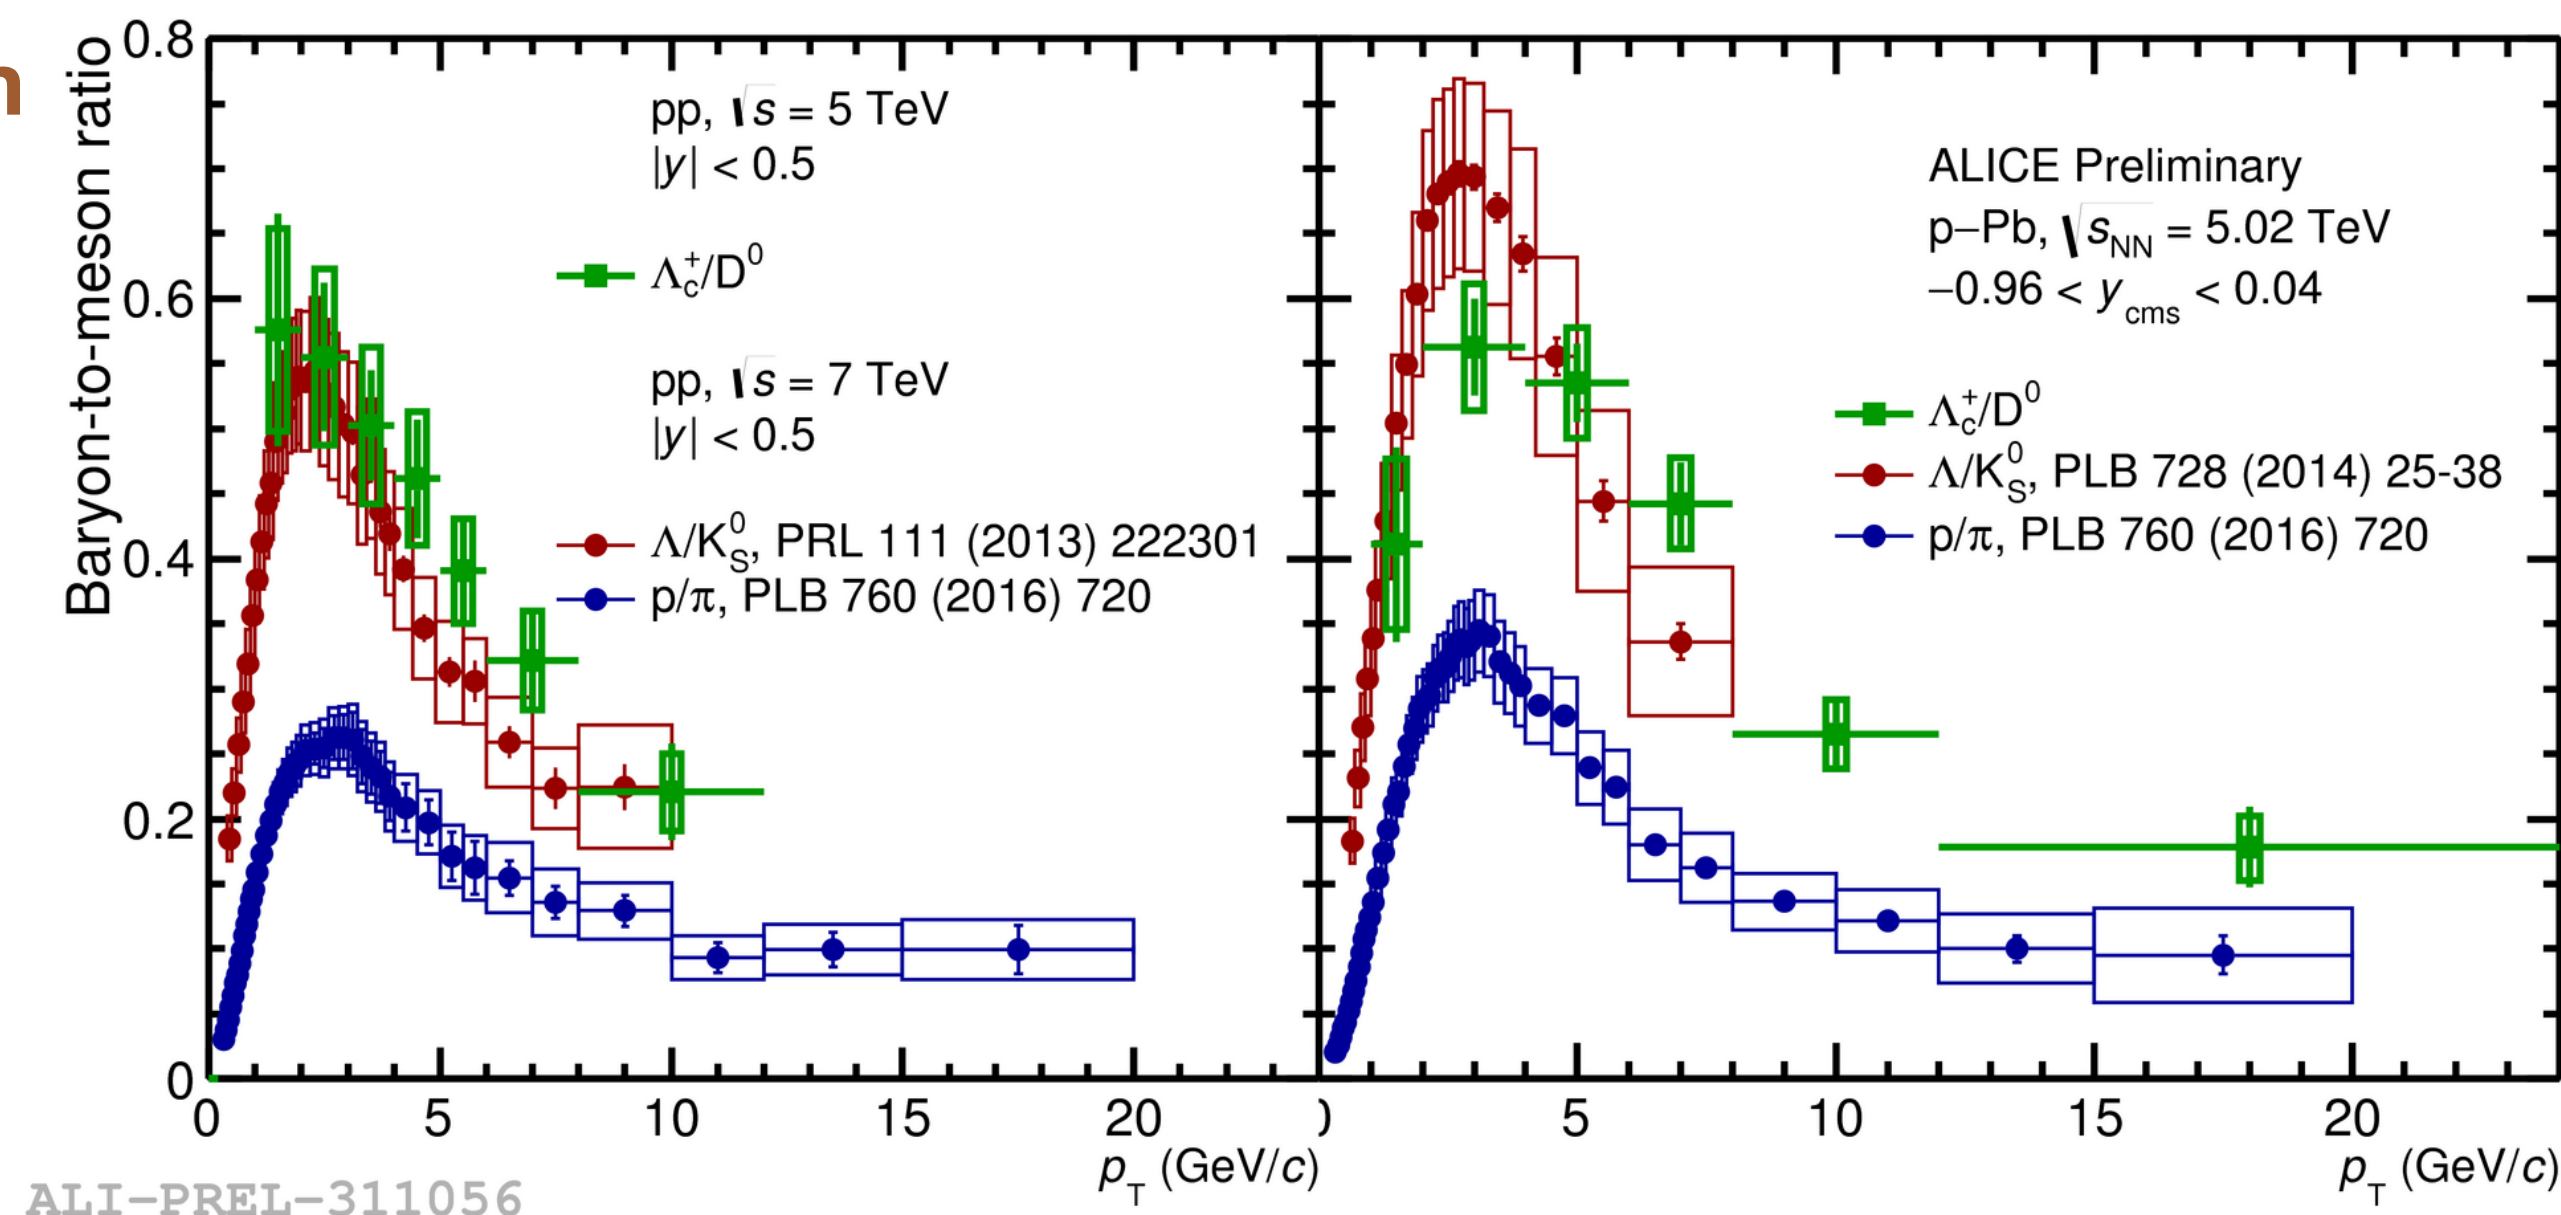 n
Baryon-to-meson ratio
0.8
0.6
0.4
0.2
0
pp, √s = 5 TeV
|y| < 0.5
Λc+/D0
pp, √s = 7 TeV
|y| < 0.5
Λ/K0S, PRL 111 (2013) 222301
p/π, PLB 760 (2016) 720
0 5 10 15 20
pT (GeV/c)
ALICE Preliminary
p–Pb, √sNN = 5.02 TeV
–0.96 < ycms < 0.04
Λc+/D0
Λ/K0S, PLB 728 (2014) 25-38
p/π, PLB 760 (2016) 720
5 10 15 20
pT (GeV/c)
ALI-PREL-311056